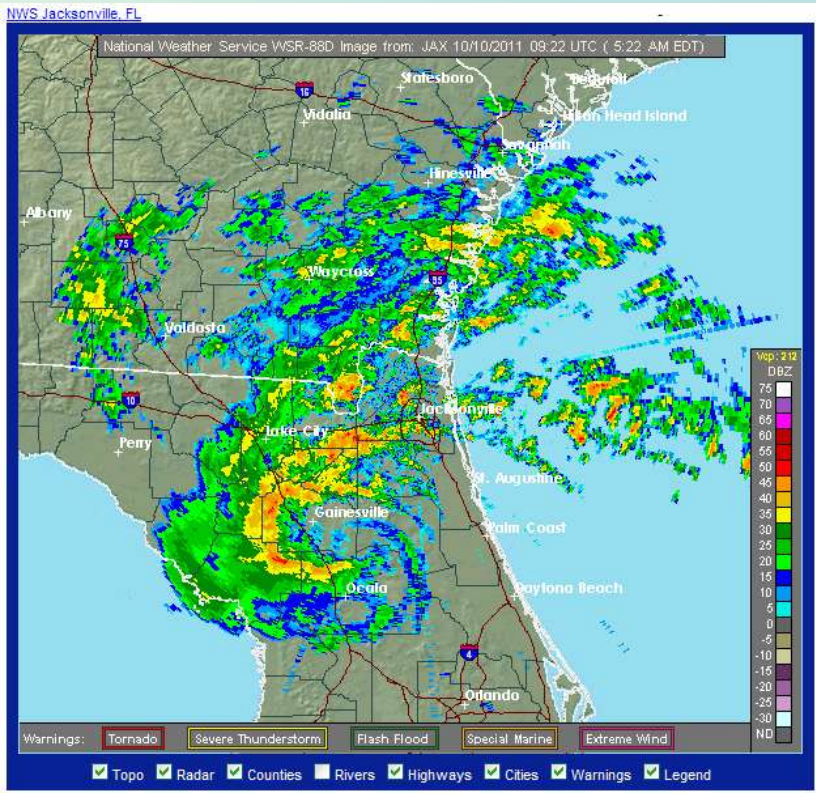 NWS Jacksonville, FL
National Weather Service WSR-88D Image from: JAX 10/10/2011 09:22 UTC ( 5:22 AM EDT)
Statesboro
Beaufort
16
Vidalia
Hilton Head Island
Savannah
Hinesville
Albany
75
Waycross
95
Valdosta
Vcp: 212
DBZ
75
70
65
60
55
50
45
40
35
30
25
20
15
10
5
0
-5
-10
-15
-20
-25
-30
ND
10
Jacksonville
Lake City
Perry
St. Augustine
Gainesville
Palm Coast
Ocala
Daytona Beach
4
Orlando
Warnings: Tornado Severe Thunderstorm Flash Flood Special Marine Extreme Wind
Topo Radar Counties Rivers Highways Cities Warnings Legend